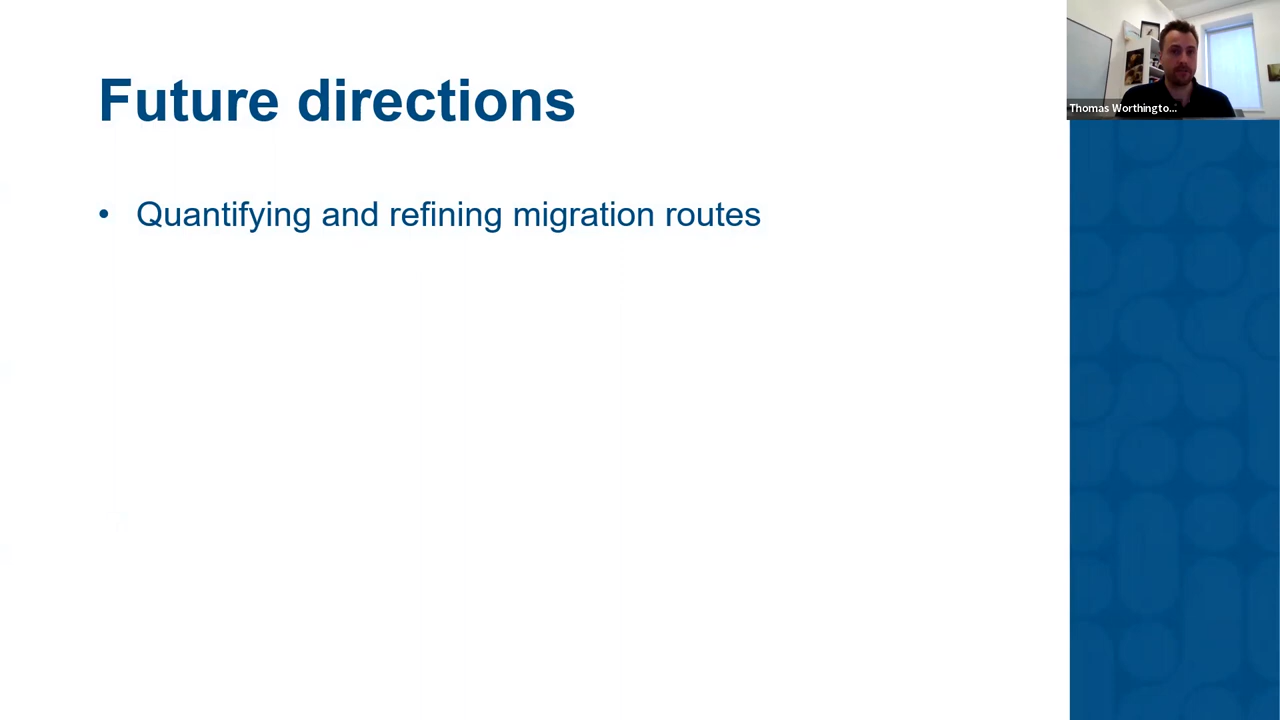 Future directions
• Quantifying and refining migration routes
Thomas Worthingto...